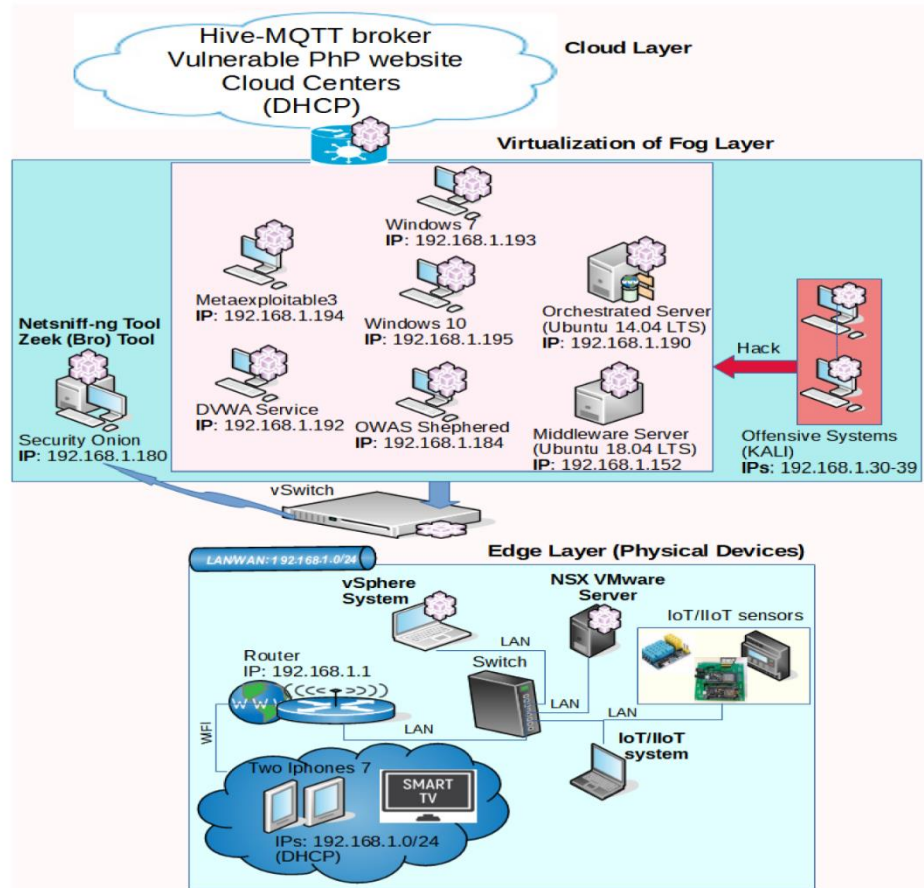 Hive-MQTT broker
Vulnerable PhP website
Cloud Centers
(DHCP)
Cloud Layer
Virtualization of Fog Layer
Windows 7
IP: 192.168.1.193
Metaexploitable3
IP: 192.168.1.194
Windows 10
IP: 192.168.1.195
Orchestrated Server
(Ubuntu 14.04 LTS)
IP: 192.168.1.190
Netsniff-ng Tool
Zeek (Bro) Tool
Hack
DVWA Service
IP: 192.168.1.192
OWAS Shephered
IP: 192.168.1.184
Middleware Server
(Ubuntu 18.04 LTS)
IP: 192.168.1.152
Security Onion
IP: 192.168.1.180
Offensive Systems
(KALI)
IPs: 192.168.1.30-39
vSwitch
LANWAN: 192.168.1.0/24
Edge Layer (Physical Devices)
vSphere
System
NSX VMware
Server
IoT/IIoT sensors
LAN
Router
IP: 192.168.1.1
Switch
LAN
LAN
WW
LAN
WIFI
IoT/IIoT
system
Two Iphones 7
SMART
TV
IPs: 192.168.1.0/24
(DHCP)